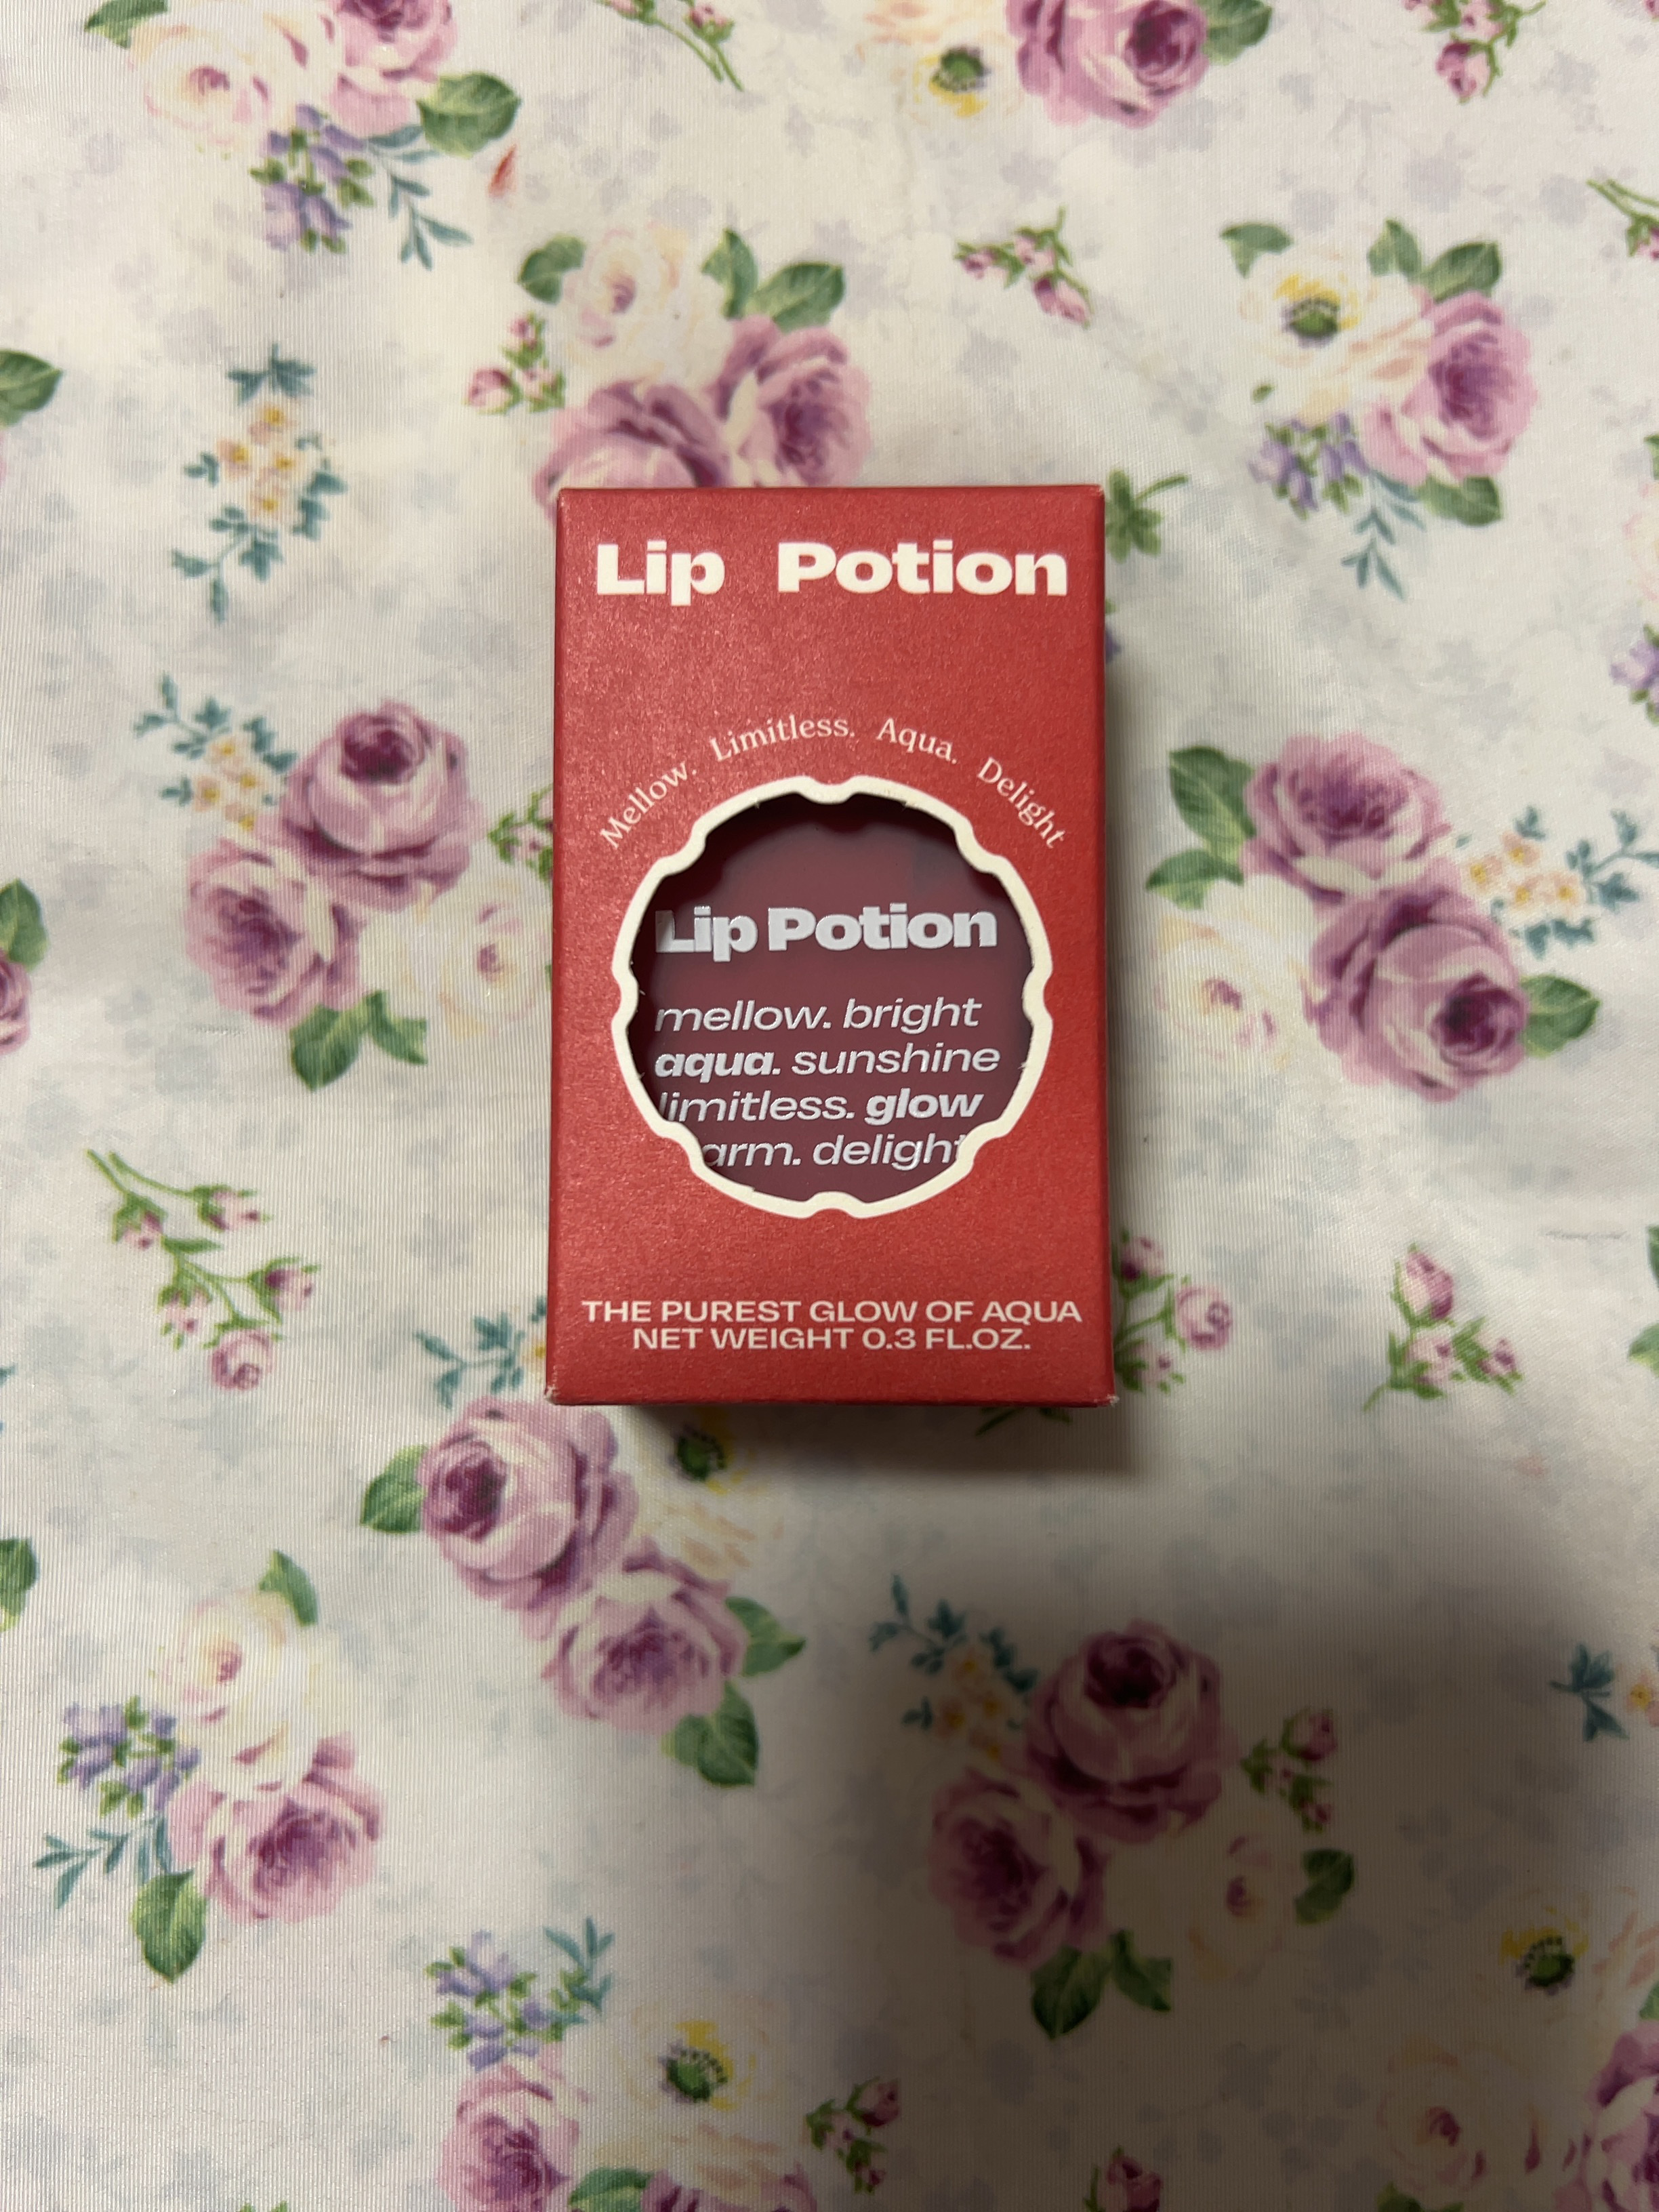 Lip Potion
Mellow. Limitless. Aqua. Delight
Lip Potion
mellow. bright
aqua. sunshine
limitless. glow
delight
THE PUREST GLOW OF AQUA
NET WEIGHT 0.3 FL.OZ.